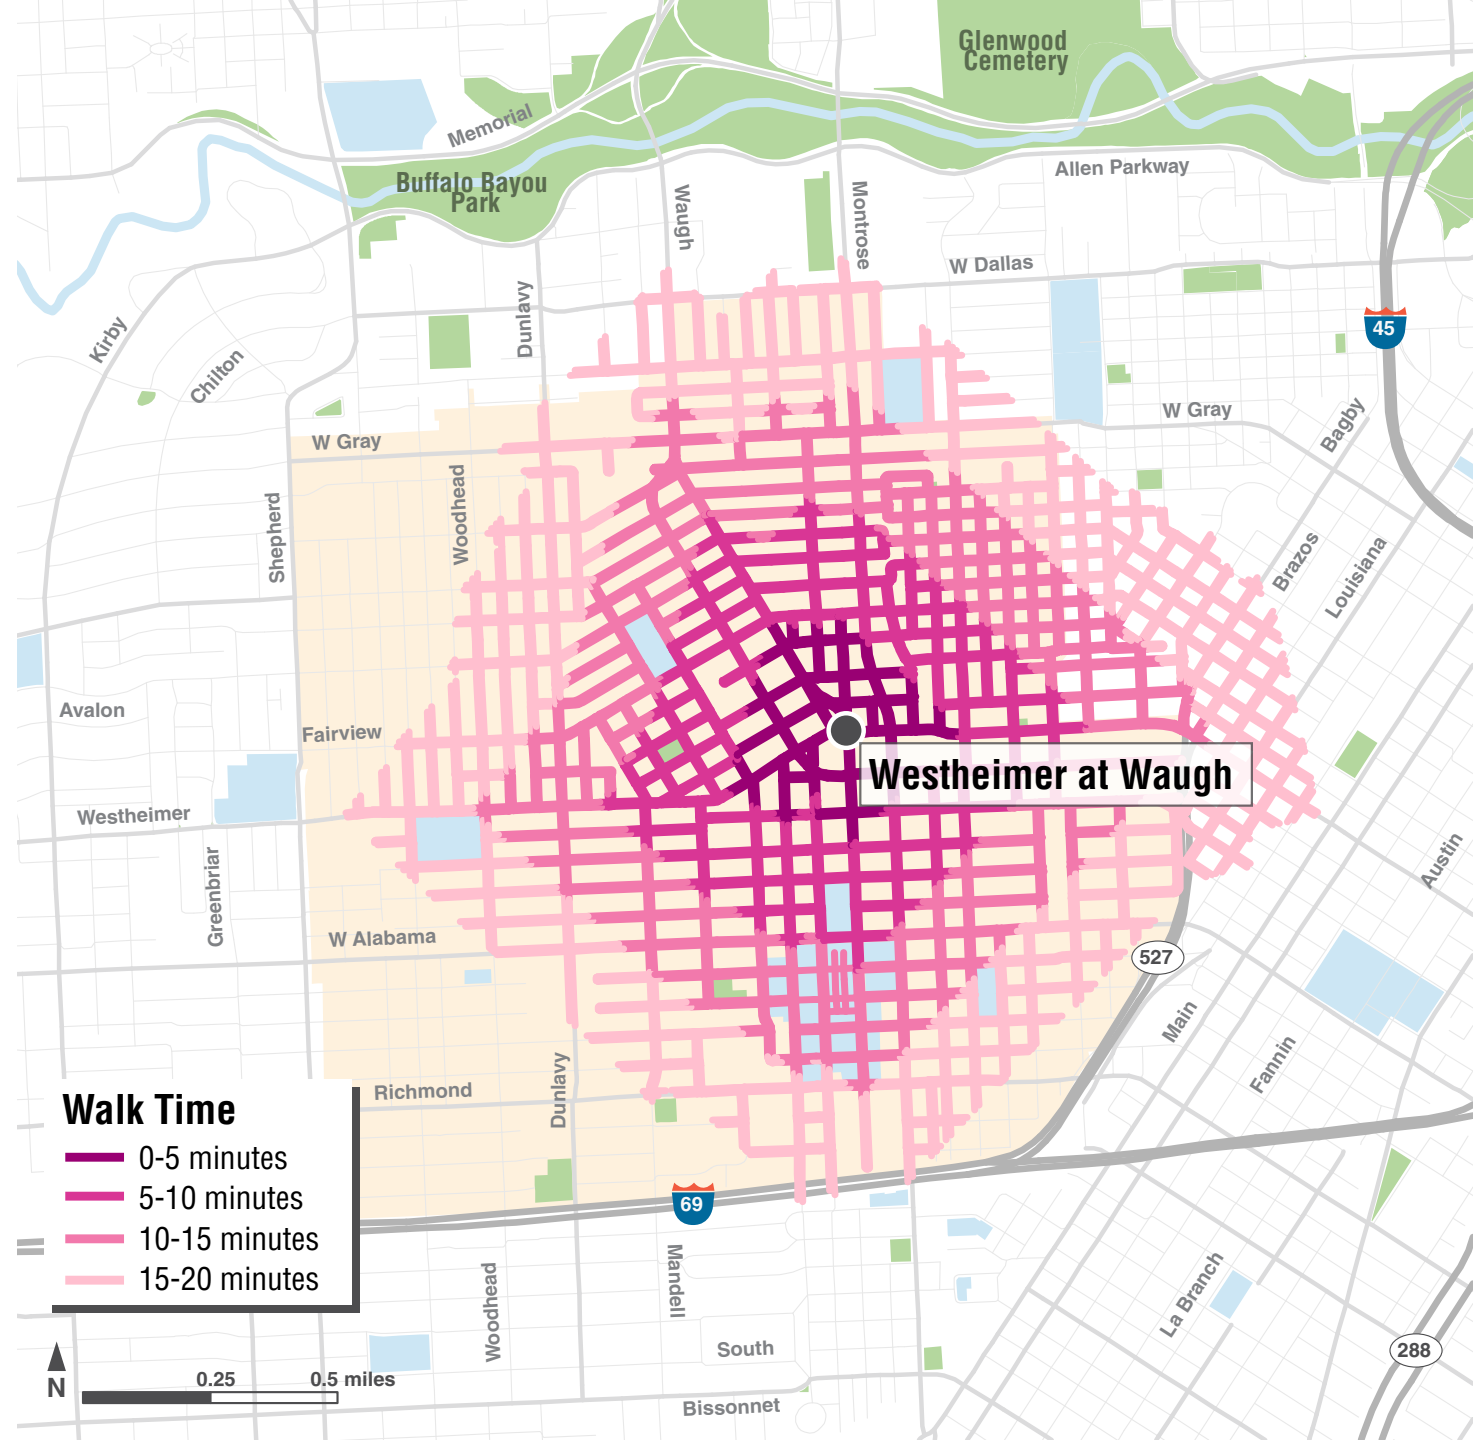 Glenwood
Cemetery
Memorial
Allen Parkway
Buffalo Bayou
Park
Waugh
Montrose
W Dallas
Dunlavy
Kirby
Chilton
45
W Gray
W Gray
Bagby
Shepherd
Woodhead
Brazos
Louisiana
Avalon
Fairview
Westheimer at Waugh
Westheimer
Greenbriar
Austin
W Alabama
527
Main
Fannin
Dunlavy
Richmond
Walk Time
0-5 minutes
5-10 minutes
10-15 minutes
15-20 minutes
69
Woodhead
Mandell
La Branch
South
288
N
0.25
0.5 miles
Bissonnet